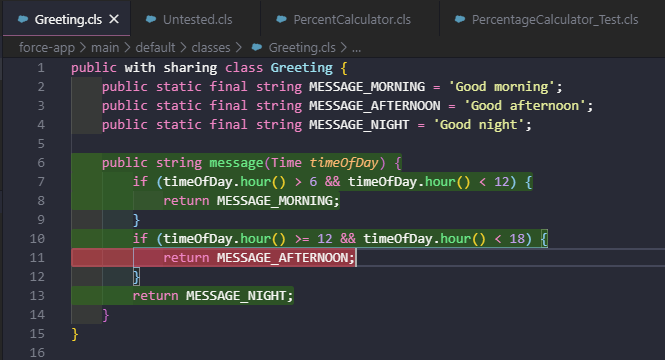 Greeting.cls × Untested.cls PercentCalculator.cls PercentageCalculator_Test.cls
force-app > main > default > classes > Greeting.cls > ...
1 public with sharing class Greeting {
2     public static final string MESSAGE_MORNING = 'Good morning';
3     public static final string MESSAGE_AFTERNOON = 'Good afternoon';
4     public static final string MESSAGE_NIGHT = 'Good night';
5
6     public string message(Time timeOfDay) {
7         if (timeOfDay.hour() > 6 && timeOfDay.hour() < 12) {
8             return MESSAGE_MORNING;
9         }
10         if (timeOfDay.hour() >= 12 && timeOfDay.hour() < 18) {
11             return MESSAGE_AFTERNOON;
12         }
13         return MESSAGE_NIGHT;
14     }
15 }
16